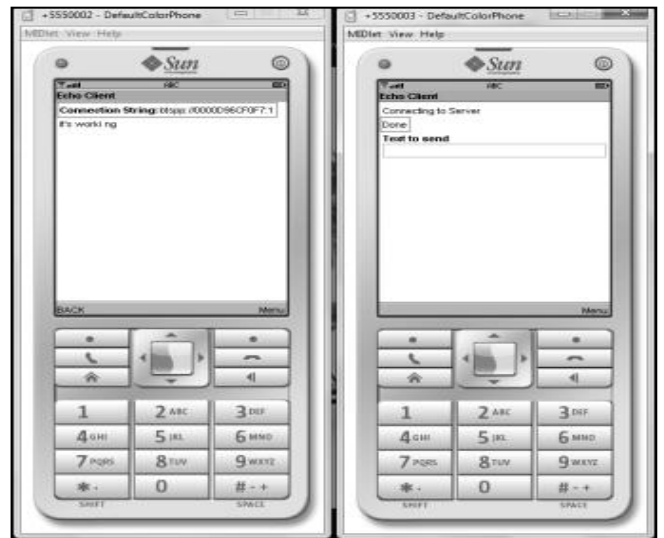 +5550002 - DefaultColorPhone
MIDlet View Help
Sun
ABC
Echo Client
Connection String: btspp://0000D96CF0F7:1
it's working
BACK
Menu
1
2 ABC
3 DEF
4 GHI
5 JKL
6 MNO
7 PQRS
8 TUV
9 WXYZ
0
# - +
SHIFT
SPACE
+5550003 - DefaultColorPhone
MIDlet View Help
Sun
ABC
Echo Client
Connecting to Server
Done
Text to send
Menu
1
2 ABC
3 DEF
4 GHI
5 JKL
6 MNO
7 PQRS
8 TUV
9 WXYZ
0
# - +
SHIFT
SPACE